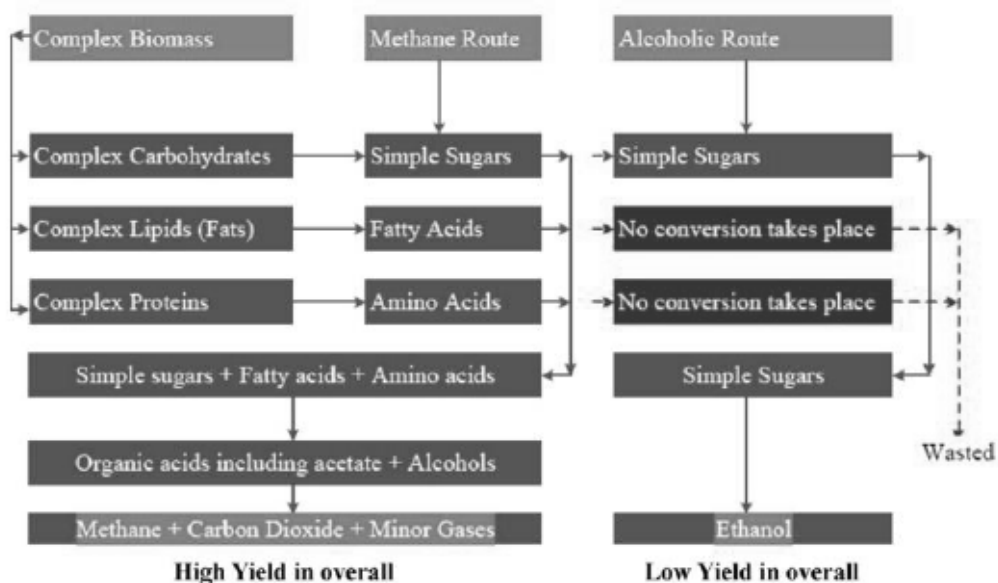 Complex Biomass
Methane Route
Alcoholic Route
Complex Carbohydrates
Simple Sugars
Simple Sugars
Complex Lipids (Fats)
Fatty Acids
No conversion takes place
Complex Proteins
Amino Acids
No conversion takes place
Simple sugars + Fatty acids + Amino acids
Simple Sugars
Organic acids including acetate + Alcohols
Wasted
Methane + Carbon Dioxide + Minor Gases
Ethanol
High Yield in overall
Low Yield in overall